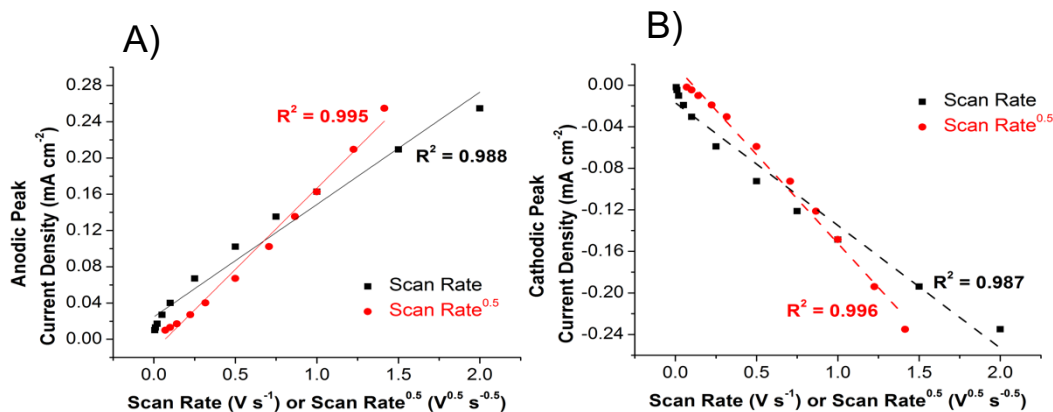 A)
Anodic Peak
Current Density (mA cm⁻²)
0.28
0.24
0.20
0.16
0.12
0.08
0.04
0.00
R² = 0.995
R² = 0.988
Scan Rate
Scan Rate⁰·⁵
0.0 0.5 1.0 1.5 2.0
Scan Rate (V s⁻¹) or Scan Rate⁰·⁵ (V⁰·⁵ s⁻⁰·⁵)
B)
Cathodic Peak
Current Density (mA cm⁻²)
0.00
-0.04
-0.08
-0.12
-0.16
-0.20
-0.24
Scan Rate
Scan Rate⁰·⁵
R² = 0.987
R² = 0.996
0.0 0.5 1.0 1.5 2.0
Scan Rate (V s⁻¹) or Scan Rate⁰·⁵ (V⁰·⁵ s⁻⁰·⁵)